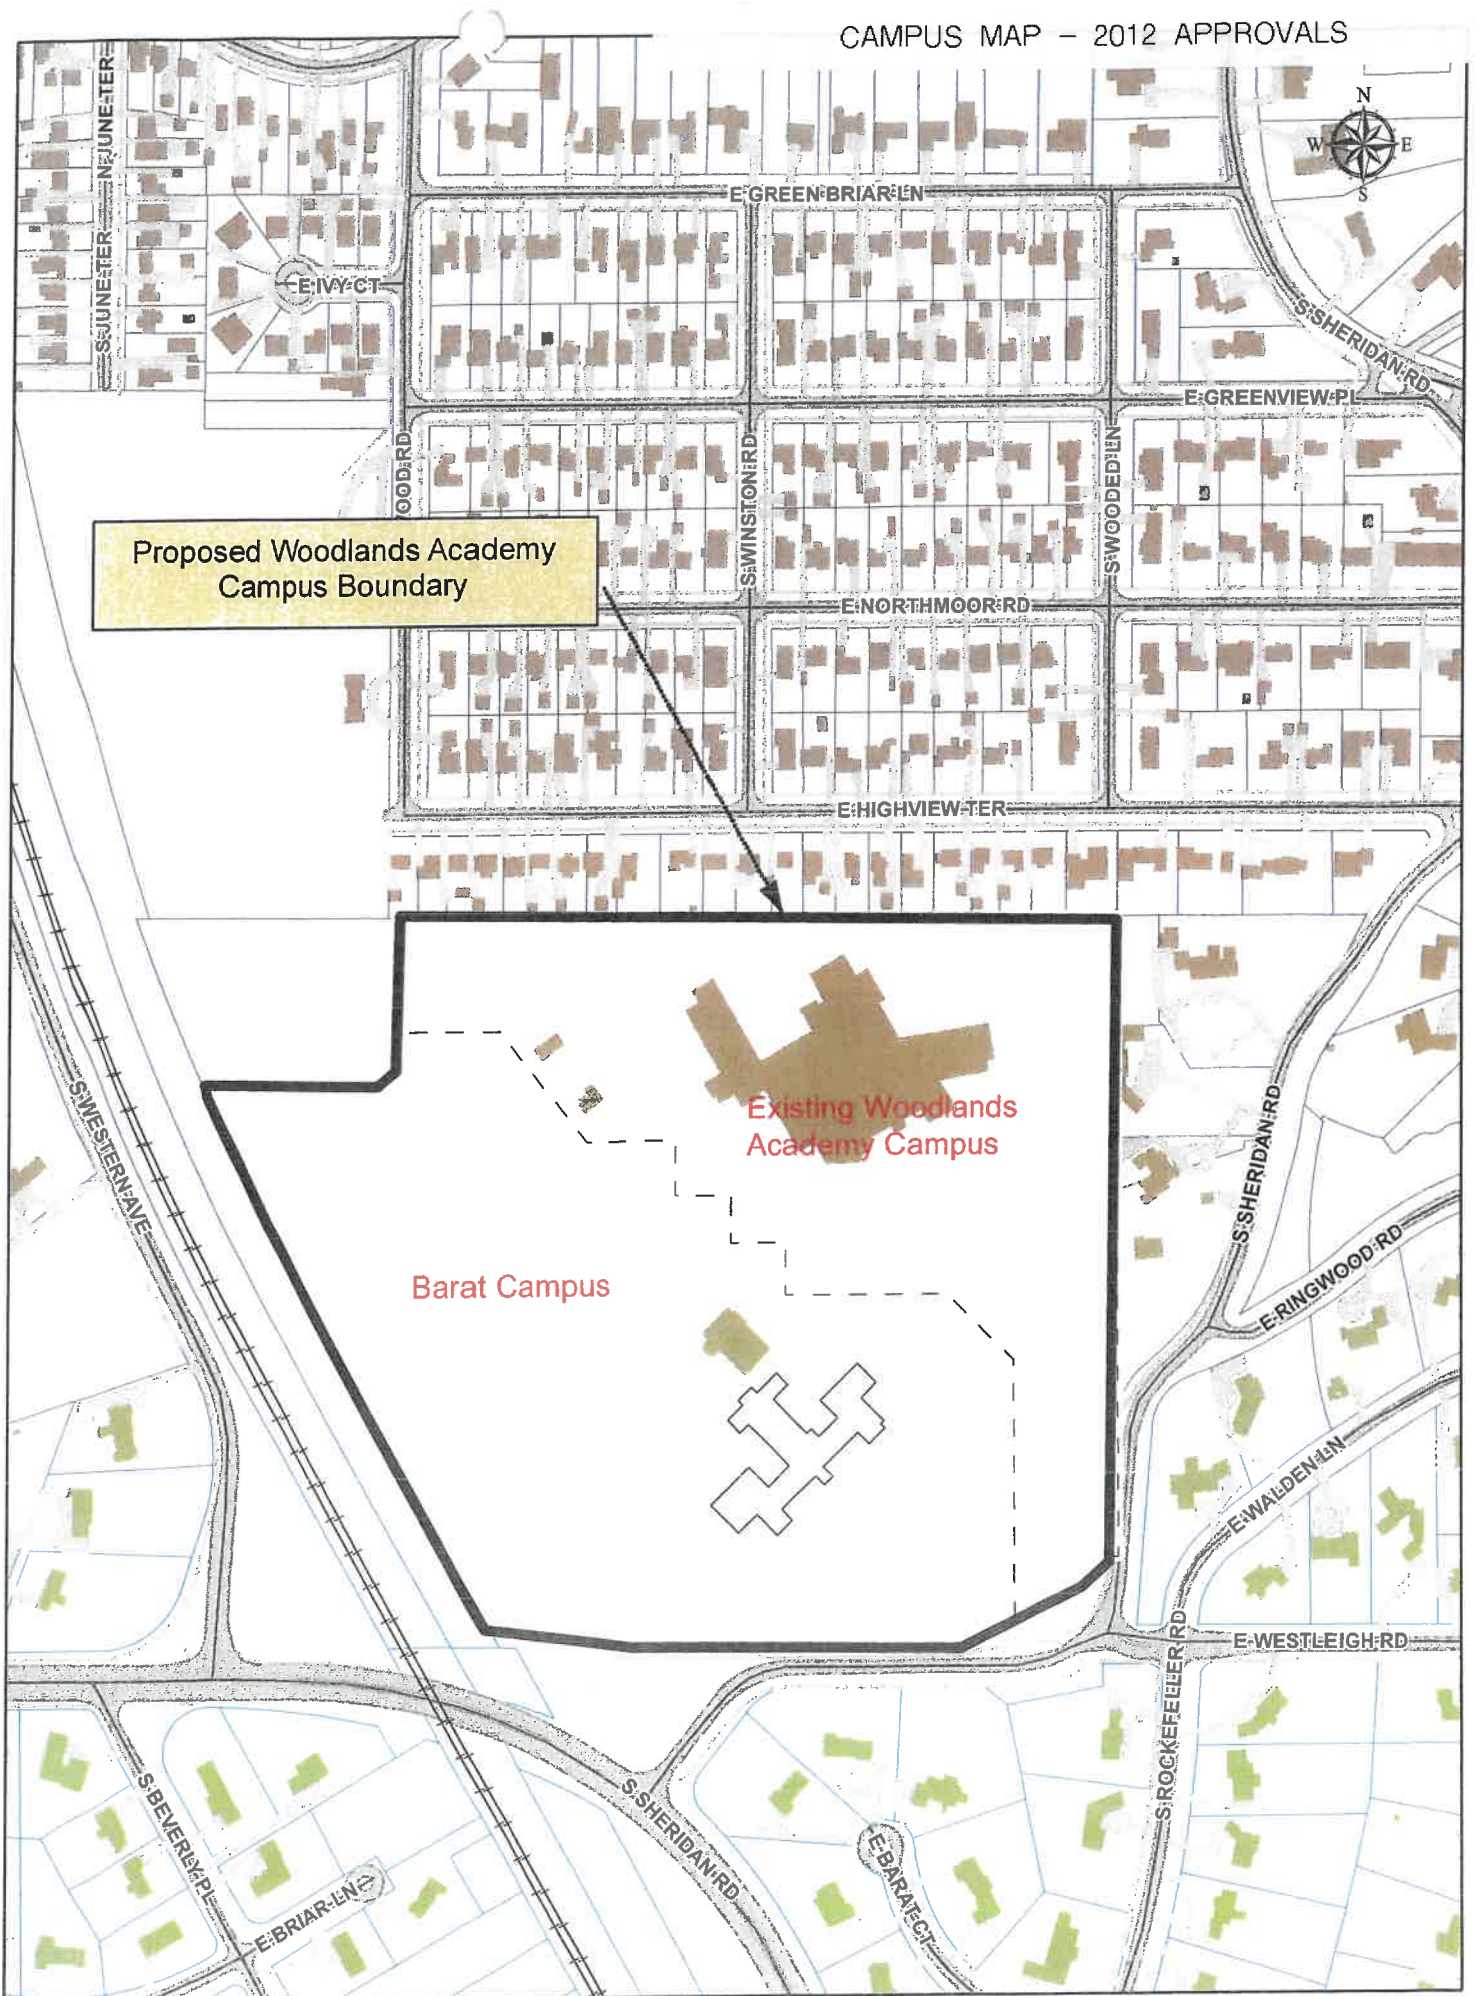 CAMPUS MAP – 2012 APPROVALS
N
W E
S
N JUNE TER
S JUNE TER
E GREEN BRIAR LN
E IVY CT
S SHERIDAN RD
E GREENVIEW PL
OOD RD
S WINSTON RD
S WOODED LN
Proposed Woodlands Academy
Campus Boundary
E NORTHMOOR RD
E HIGHVIEW TER
S WESTERN AVE
Existing Woodlands
Academy Campus
S SHERIDAN RD
E RINGWOOD RD
Barat Campus
E WALDEN LN
E WESTLEIGH RD
S ROCKEFELLER RD
S BEVERLY PL
S SHERIDAN RD
E BARAT CT
E BRIAR LN